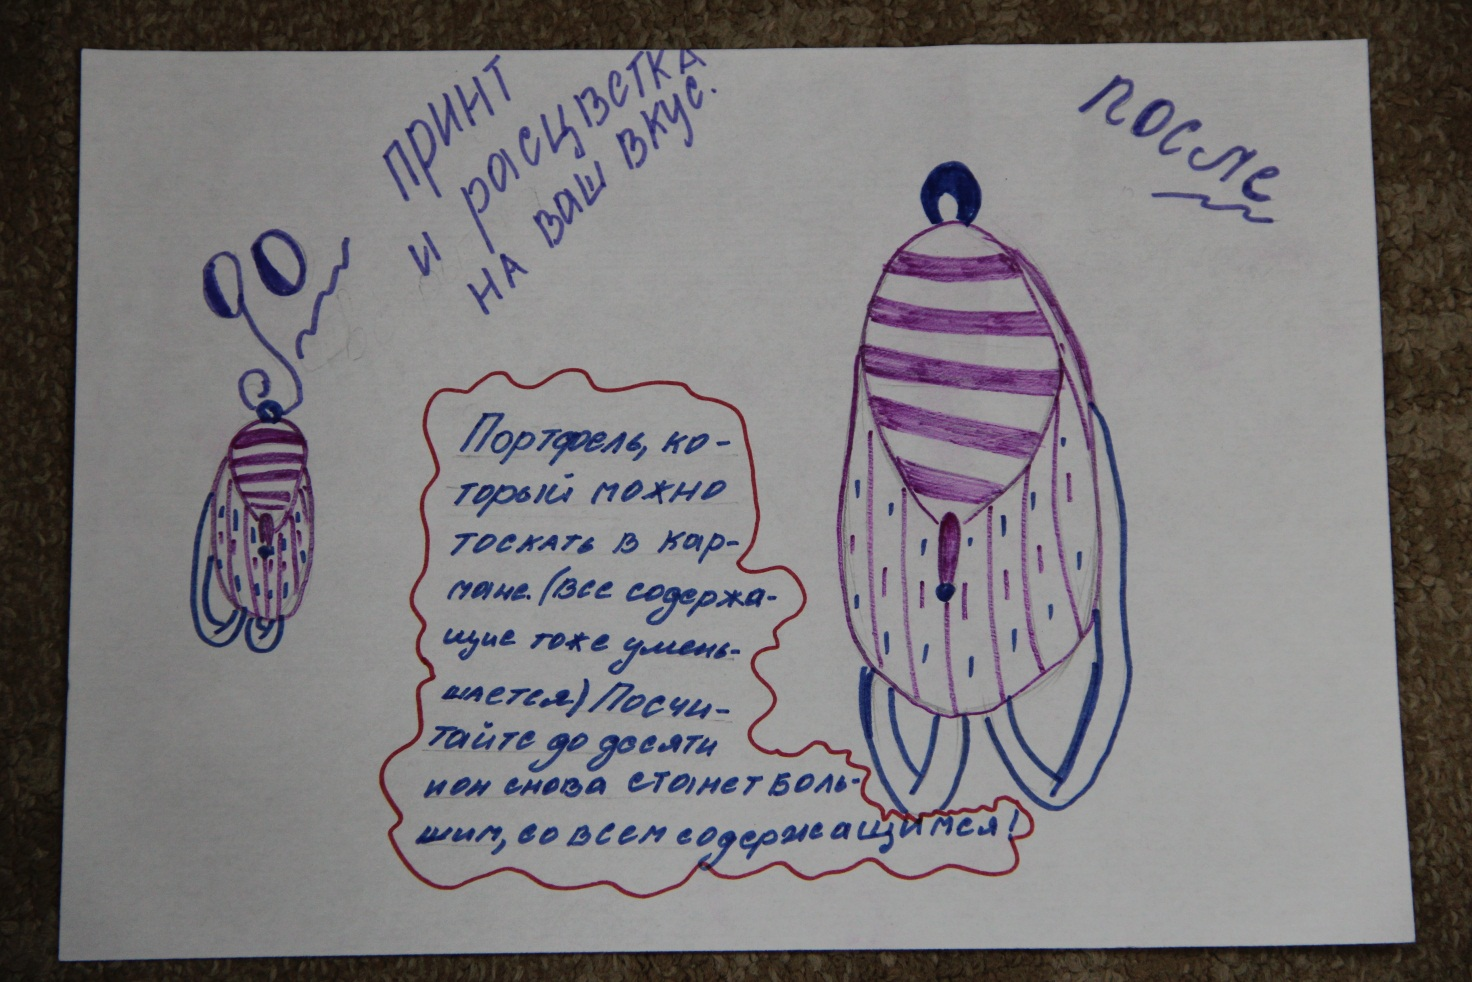 ПРИНТ
и расцветка
на ваш вкус.
после
до
Портфель, ко-
торый можно
тоскать в кар-
мане. (все содержа-
щие тоже умень-
шается) Посчи-
тайте до десяти
и он снова станет боль-
шим, со всем содержащимся!